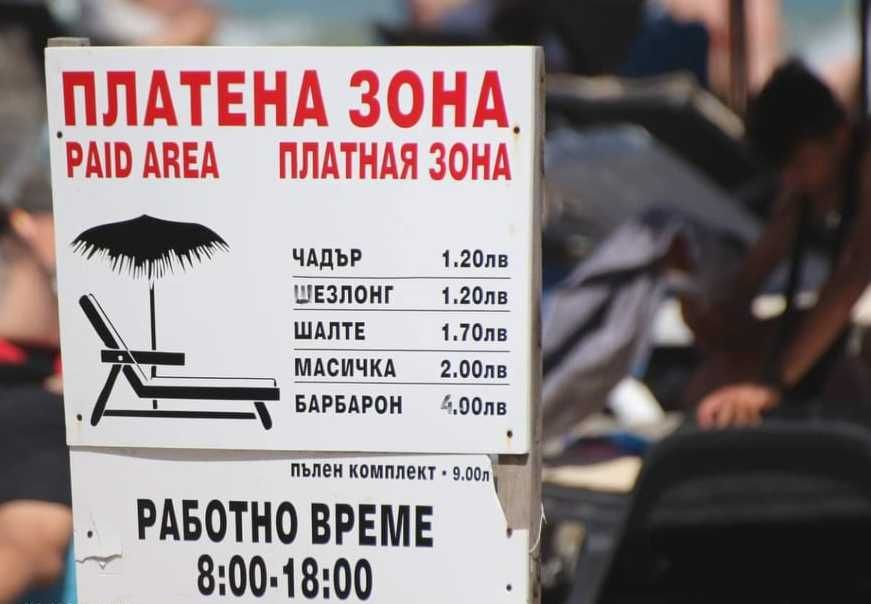 ПЛАТЕНА ЗОНА
PAID AREA ПЛАТНАЯ ЗОНА
ЧАДЪР 1.20лв
ШЕЗЛОНГ 1.20лв
ШАЛТЕ 1.70лв
МАСИЧКА 2.00лв
БАРБАРОН 4.90лв
пълен комплект · 9.00л
РАБОТНО ВРЕМЕ
8:00-18:00